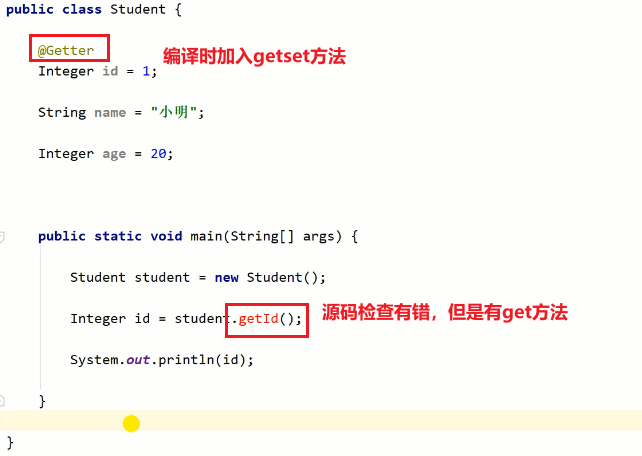 public class Student {
@Getter
编译时加入getset方法
Integer id = 1;
String name = "小明";
Integer age = 20;
public static void main(String[] args) {
Student student = new Student();
Integer id = student.getId();
源码检查有错，但是有get方法
System.out.println(id);
}
}